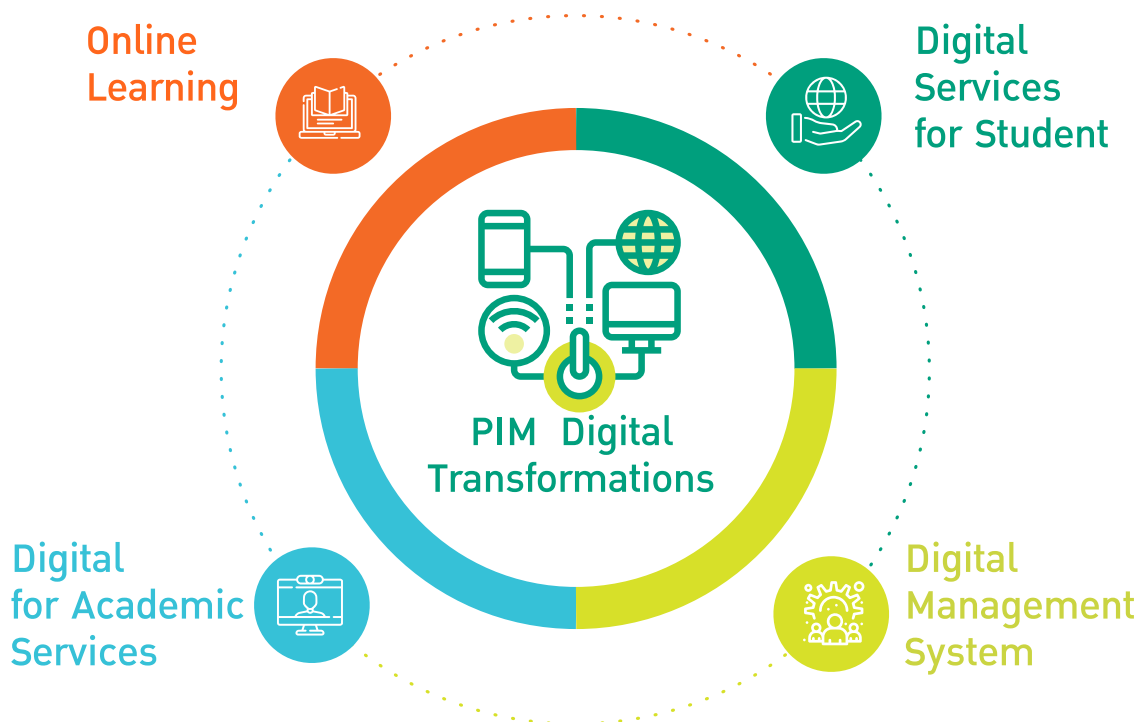 Online
Learning
Digital
Services
for Student
PIM Digital
Transformations
Digital
for Academic
Services
Digital
Management
System